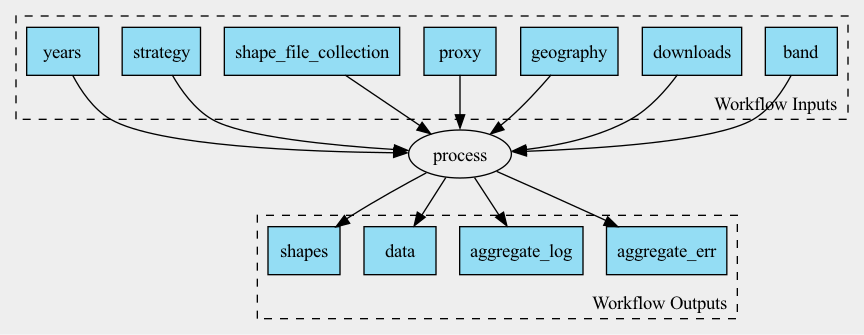 years
strategy
shape_file_collection
proxy
geography
downloads
band
Workflow Inputs
process
shapes
data
aggregate_log
aggregate_err
Workflow Outputs